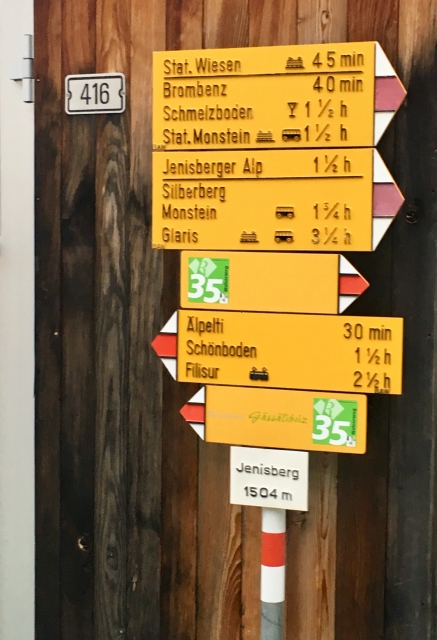 416
Stat. Wiesen 45 min
Brombenz 40 min
Schmelzboden 1 ½ h
Stat. Monstein 1 ½ h
Jenisberger Alp 1 ½ h
Silberberg
Monstein 1 ¾ h
Glaris 3 ¼ h
35
Älpelti 30 min
Schönboden 1 ½ h
Filisur 2 ½ h
35
Jenisberg
1504 m